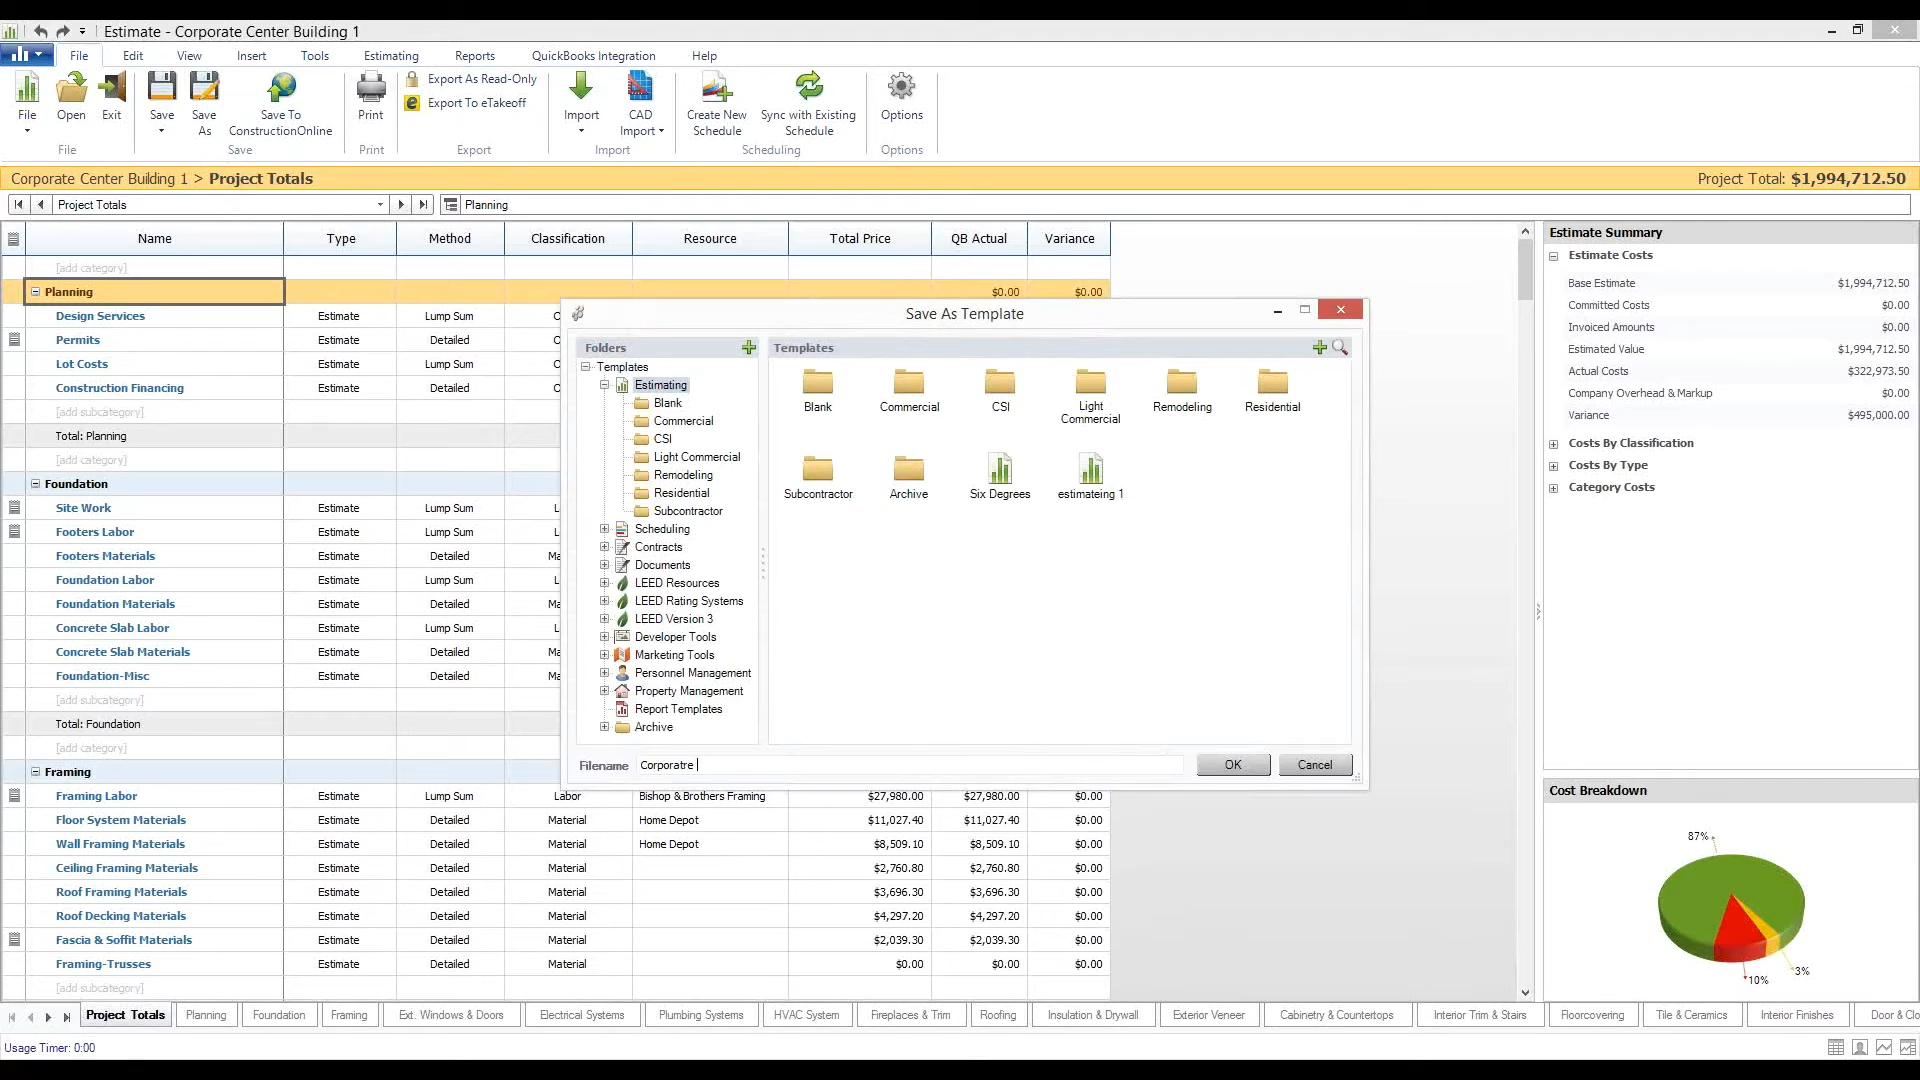 Estimate - Corporate Center Building 1
File Edit View Insert Tools Estimating Reports QuickBooks Integration Help
File Open Exit Save Save As Save To ConstructionOnline Print Export As Read-Only Export To eTakeoff Import CAD Import Create New Schedule Sync with Existing Schedule Options
File Save Print Export Import Scheduling Options
Corporate Center Building 1 > Project Totals Project Total: $1,994,712.50
Project Totals Planning
Name Type Method Classification Resource Total Price QB Actual Variance
[add category]
Planning $0.00 $0.00
Design Services Estimate Lump Sum
Permits Estimate Detailed
Lot Costs Estimate Lump Sum
Construction Financing Estimate Detailed
[add subcategory]
Total: Planning
[add category]
Foundation
Site Work Estimate Lump Sum
Footers Labor Estimate Lump Sum
Footers Materials Estimate Detailed Ma
Foundation Labor Estimate Lump Sum
Foundation Materials Estimate Detailed Ma
Concrete Slab Labor Estimate Lump Sum
Concrete Slab Materials Estimate Detailed Ma
Foundation-Misc Estimate Detailed Ma
[add subcategory]
Total: Foundation
[add category]
Framing
Framing Labor Estimate Lump Sum Labor Bishop & Brothers Framing $27,980.00 $27,980.00 $0.00
Floor System Materials Estimate Detailed Material Home Depot $11,027.40 $11,027.40 $0.00
Wall Framing Materials Estimate Detailed Material Home Depot $8,509.10 $8,509.10 $0.00
Ceiling Framing Materials Estimate Detailed Material $2,760.80 $2,760.80 $0.00
Roof Framing Materials Estimate Detailed Material $3,696.30 $3,696.30 $0.00
Roof Decking Materials Estimate Detailed Material $4,297.20 $4,297.20 $0.00
Fascia & Soffit Materials Estimate Detailed Material $2,039.30 $2,039.30 $0.00
Framing-Trusses Estimate Detailed Material $0.00 $0.00 $0.00
[add subcategory]
Save As Template
Folders
Templates
Estimating
Blank
Commercial
CSI
Light Commercial
Remodeling
Residential
Subcontractor
Scheduling
Contracts
Documents
LEED Resources
LEED Rating Systems
LEED Version 3
Developer Tools
Marketing Tools
Personnel Management
Property Management
Report Templates
Archive
Templates
Blank Commercial CSI Light Commercial Remodeling Residential
Subcontractor Archive Six Degrees estimateing 1
Filename Corporatre OK Cancel
Estimate Summary
Estimate Costs
Base Estimate $1,994,712.50
Committed Costs $0.00
Invoiced Amounts $0.00
Estimated Value $1,994,712.50
Actual Costs $322,973.50
Company Overhead & Markup $0.00
Variance $495,000.00
Costs By Classification
Costs By Type
Category Costs
Cost Breakdown
87%
3%
10%
Project Totals Planning Foundation Framing Ext. Windows & Doors Electrical Systems Plumbing Systems HVAC System Fireplaces & Trim Roofing Insulation & Drywall Exterior Veneer Cabinetry & Countertops Interior Trim & Stairs Floorcovering Tile & Ceramics Interior Finishes Door & Clo
Usage Timer: 0:00